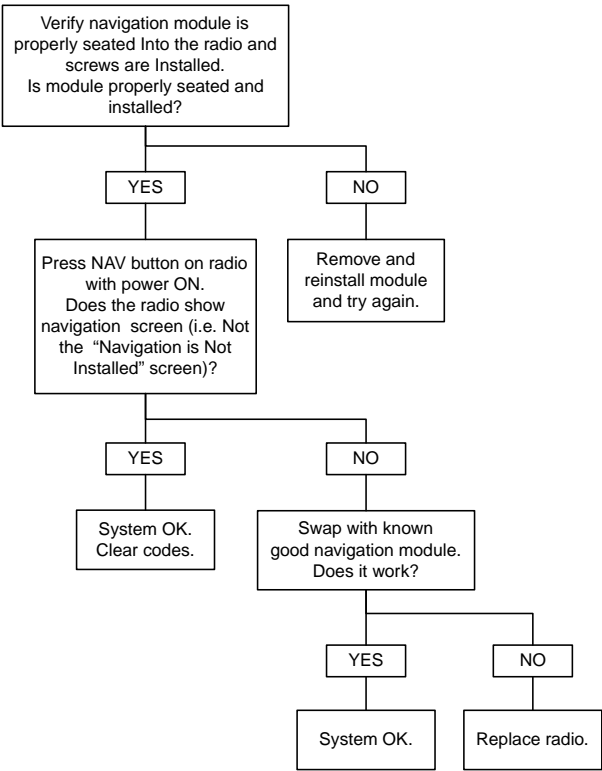 Verify navigation module is
properly seated Into the radio and
screws are Installed.
Is module properly seated and
installed?
YES
NO
Press NAV button on radio
with power ON.
Does the radio show
navigation screen (i.e. Not
the “Navigation is Not
Installed” screen)?
Remove and
reinstall module
and try again.
YES
NO
System OK.
Clear codes.
Swap with known
good navigation module.
Does it work?
YES
NO
System OK.
Replace radio.